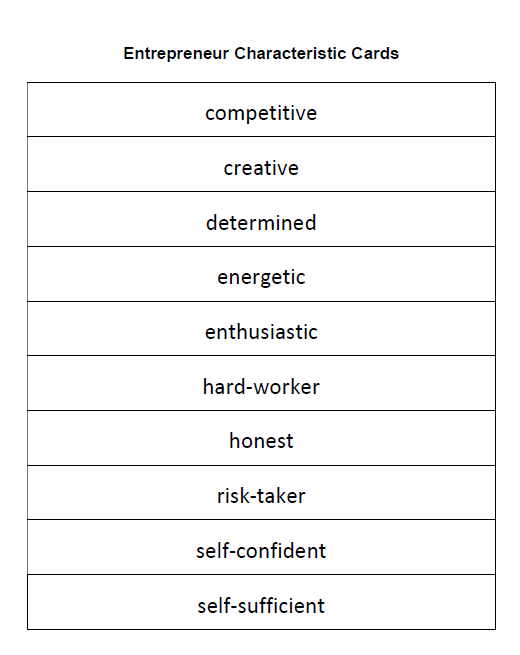 Entrepreneur Characteristic Cards
competitive
creative
determined
energetic
enthusiastic
hard-worker
honest
risk-taker
self-confident
self-sufficient